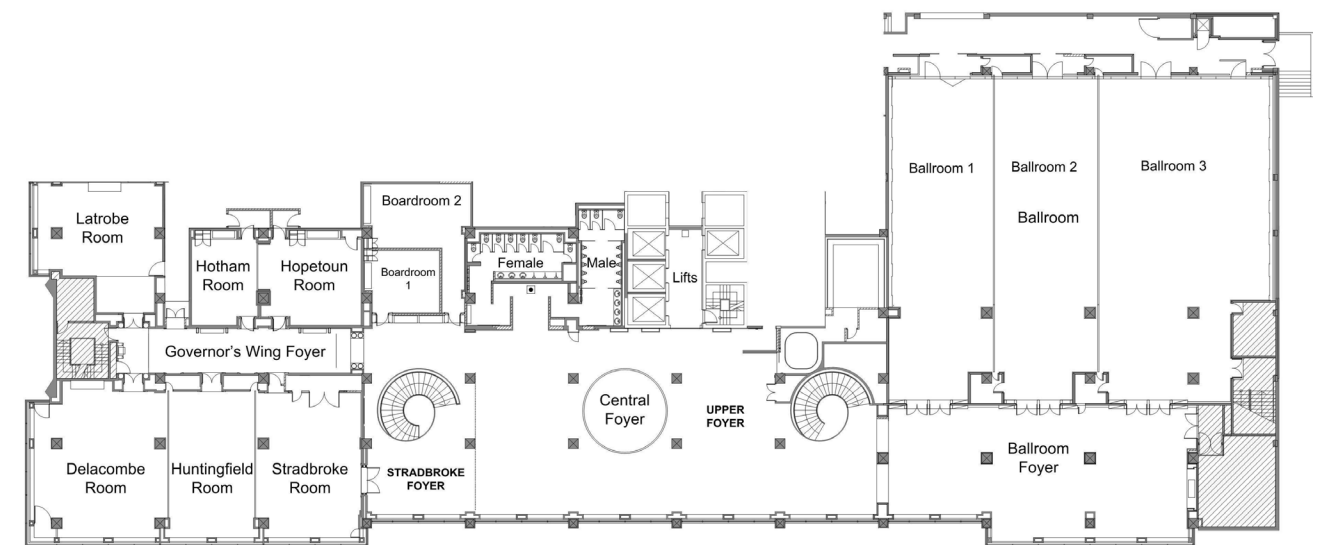 Latrobe
Room
Hotham
Room
Hopetoun
Room
Boardroom 2
Boardroom
1
Female
Male
Lifts
Ballroom 1
Ballroom 2
Ballroom 3
Ballroom
Governor's Wing Foyer
Central
Foyer
UPPER
FOYER
Delacombe
Room
Huntingfield
Room
Stradbroke
Room
STRADBROKE
FOYER
Ballroom
Foyer